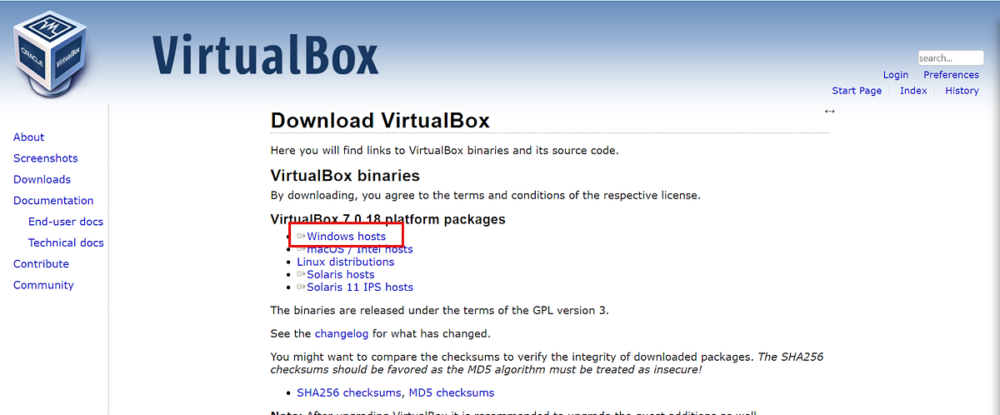 ORACLE
VirtualBox
VirtualBox
search...
Login Preferences
Start Page Index History
About
Screenshots
Downloads
Documentation
End-user docs
Technical docs
Contribute
Community
Download VirtualBox
Here you will find links to VirtualBox binaries and its source code.
VirtualBox binaries
By downloading, you agree to the terms and conditions of the respective license.
VirtualBox 7.0.18 platform packages
Windows hosts
macOS / Intel hosts
Linux distributions
Solaris hosts
Solaris 11 IPS hosts
The binaries are released under the terms of the GPL version 3.
See the changelog for what has changed.
You might want to compare the checksums to verify the integrity of downloaded packages. The SHA256
checksums should be favored as the MD5 algorithm must be treated as insecure!
SHA256 checksums, MD5 checksums
Note: After upgrading VirtualBox it is recommended to upgrade the guest additions as well.